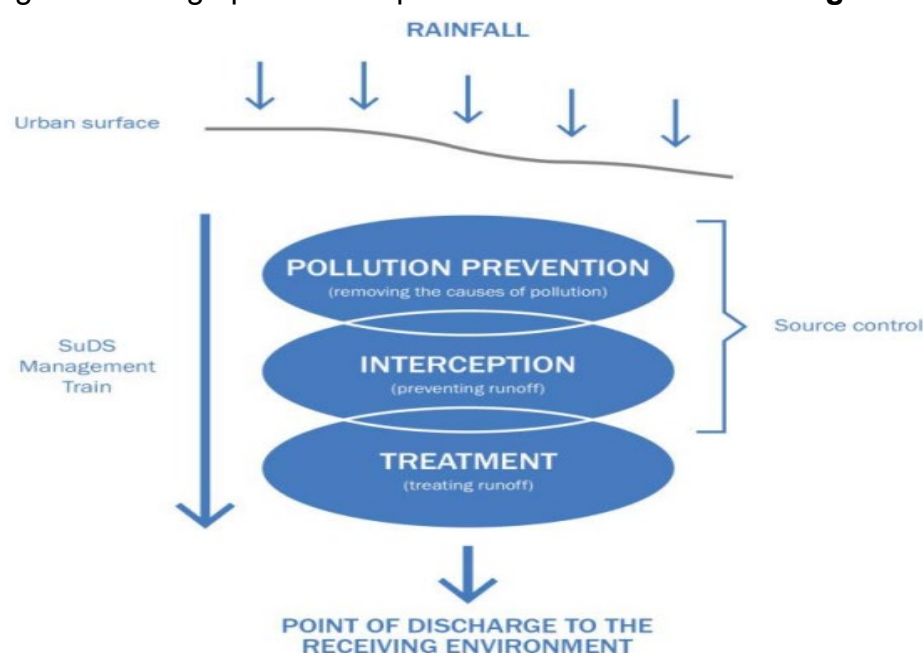 RAINFALL
Urban surface
POLLUTION PREVENTION
(removing the causes of pollution)
Source control
SuDS
Management
Train
INTERCEPTION
(preventing runoff)
TREATMENT
(treating runoff)
POINT OF DISCHARGE TO THE
RECEIVING ENVIRONMENT